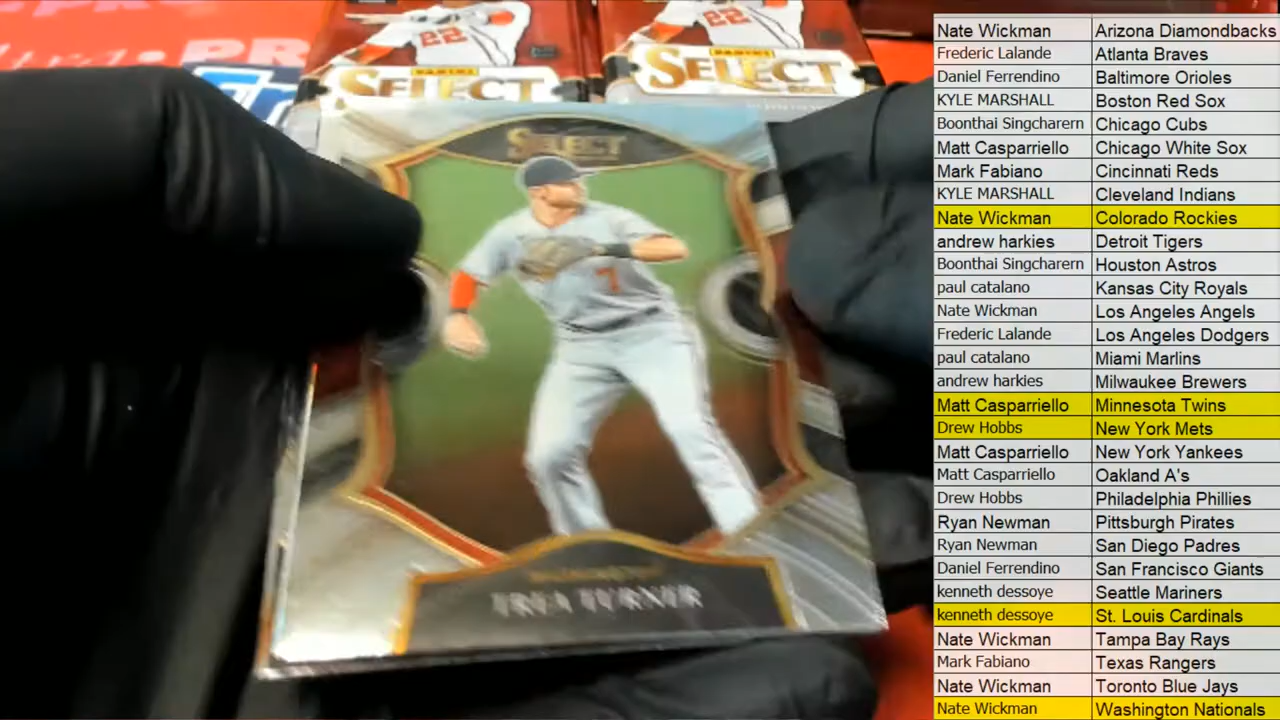 22
22
PANINI
SELECT
PANINI
SELECT
PR
SELECT
7
WASHINGTON
TREA TURNER
Nate Wickman Arizona Diamondbacks
Frederic Lalande Atlanta Braves
Daniel Ferrendino Baltimore Orioles
KYLE MARSHALL Boston Red Sox
Boonthai Singcharern Chicago Cubs
Matt Casparriello Chicago White Sox
Mark Fabiano Cincinnati Reds
KYLE MARSHALL Cleveland Indians
Nate Wickman Colorado Rockies
andrew harkies Detroit Tigers
Boonthai Singcharern Houston Astros
paul catalano Kansas City Royals
Nate Wickman Los Angeles Angels
Frederic Lalande Los Angeles Dodgers
paul catalano Miami Marlins
andrew harkies Milwaukee Brewers
Matt Casparriello Minnesota Twins
Drew Hobbs New York Mets
Matt Casparriello New York Yankees
Matt Casparriello Oakland A's
Drew Hobbs Philadelphia Phillies
Ryan Newman Pittsburgh Pirates
Ryan Newman San Diego Padres
Daniel Ferrendino San Francisco Giants
kenneth dessoye Seattle Mariners
kenneth dessoye St. Louis Cardinals
Nate Wickman Tampa Bay Rays
Mark Fabiano Texas Rangers
Nate Wickman Toronto Blue Jays
Nate Wickman Washington Nationals